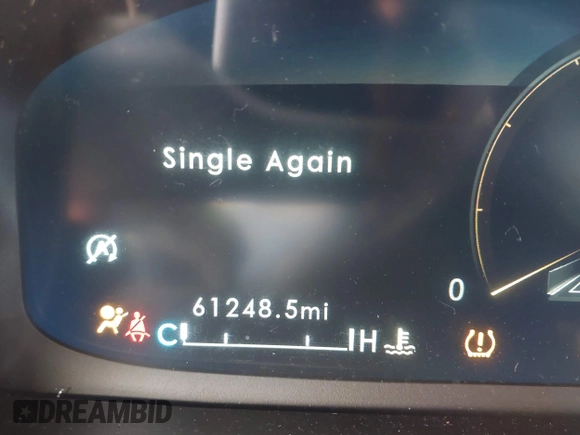 Single Again
0
61248.5mi
C H
DREAMBID